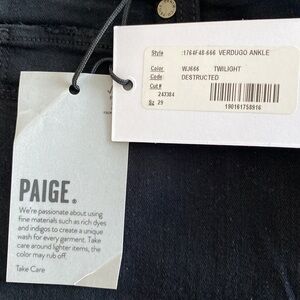 Style :1764F48-666 VERDUGO ANKLE
Color WJ666 TWILIGHT
Code: DESTRUCTED
Cut# 243384
Sz 29
190161758916
PAIGE®
We're passionate about using
fine materials such as rich dyes
and indigos to create a unique
wash for every garment. Take
care around lighter items, the
color may rub off.
Take Care